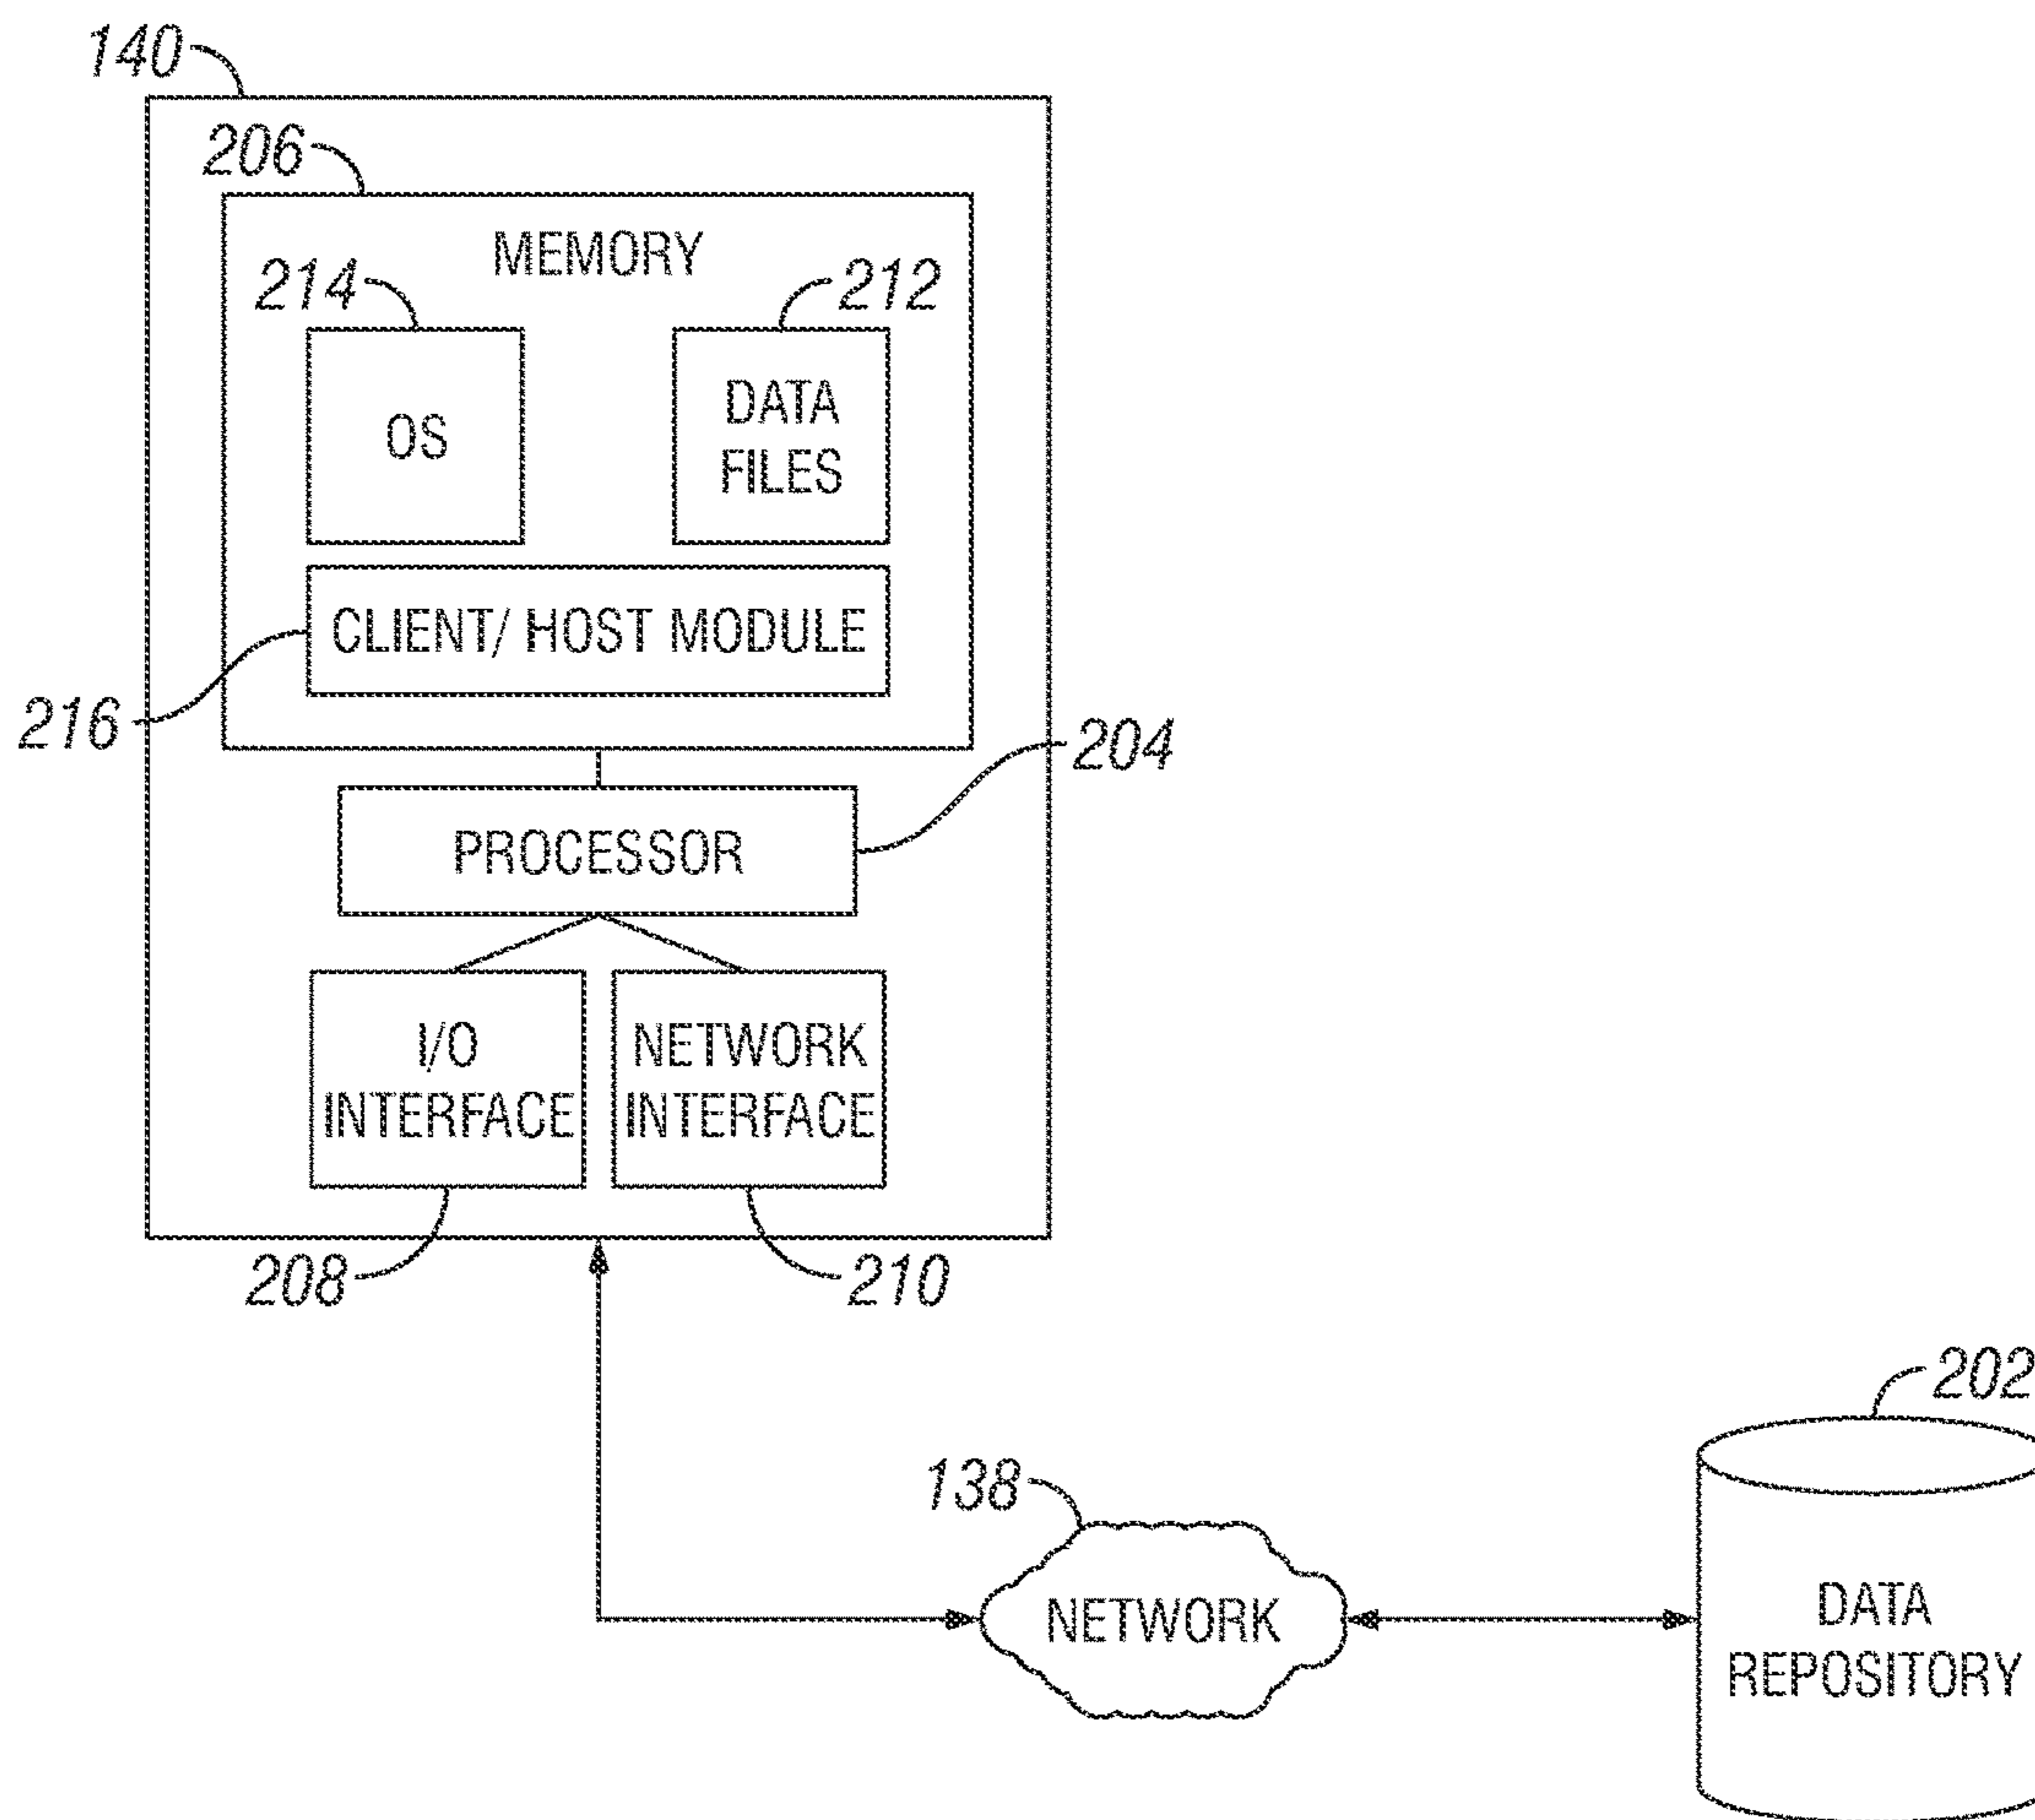 140
206
MEMORY
214
212
OS
DATA
FILES
CLIENT/ HOST MODULE
216
204
PROCESSOR
I/O
INTERFACE
NETWORK
INTERFACE
208
210
202
138
NETWORK
DATA
REPOSITORY